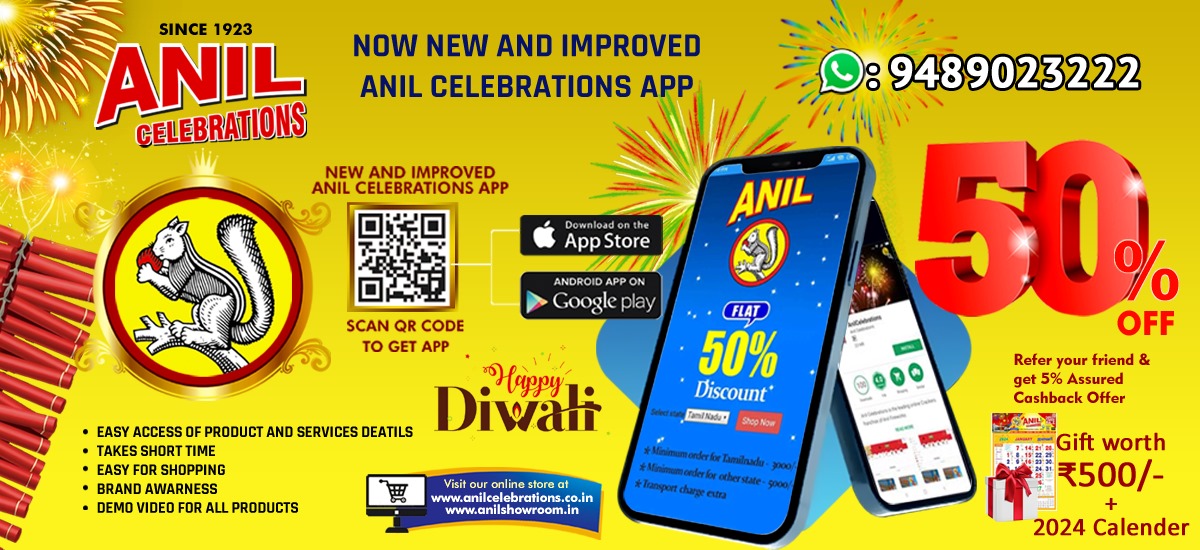 SINCE 1923
ANIL
CELEBRATIONS
NOW NEW AND IMPROVED
ANIL CELEBRATIONS APP
: 9489023222
NEW AND IMPROVED
ANIL CELEBRATIONS APP
SCAN QR CODE
TO GET APP
Download on the
App Store
ANDROID APP ON
Google play
Happy
Diwali
EASY ACCESS OF PRODUCT AND SERVICES DEATILS
TAKES SHORT TIME
EASY FOR SHOPPING
BRAND AWARNESS
DEMO VIDEO FOR ALL PRODUCTS
Visit our online store at
www.anilcelebrations.co.in
www.anilshowroom.in
ANIL
FLAT
50%
Discount*
Select state Tamil Nadu Shop Now
* Minimum order for Tamilnadu - 3000/-
* Minimum order for other state - 5000/-
* Transport charge extra
AnilCelebrations
INSTALL
READ MORE
50%
OFF
Refer your friend &
get 5% Assured
Cashback Offer
ANIL
Gift worth
₹500/-
+
2024 Calender